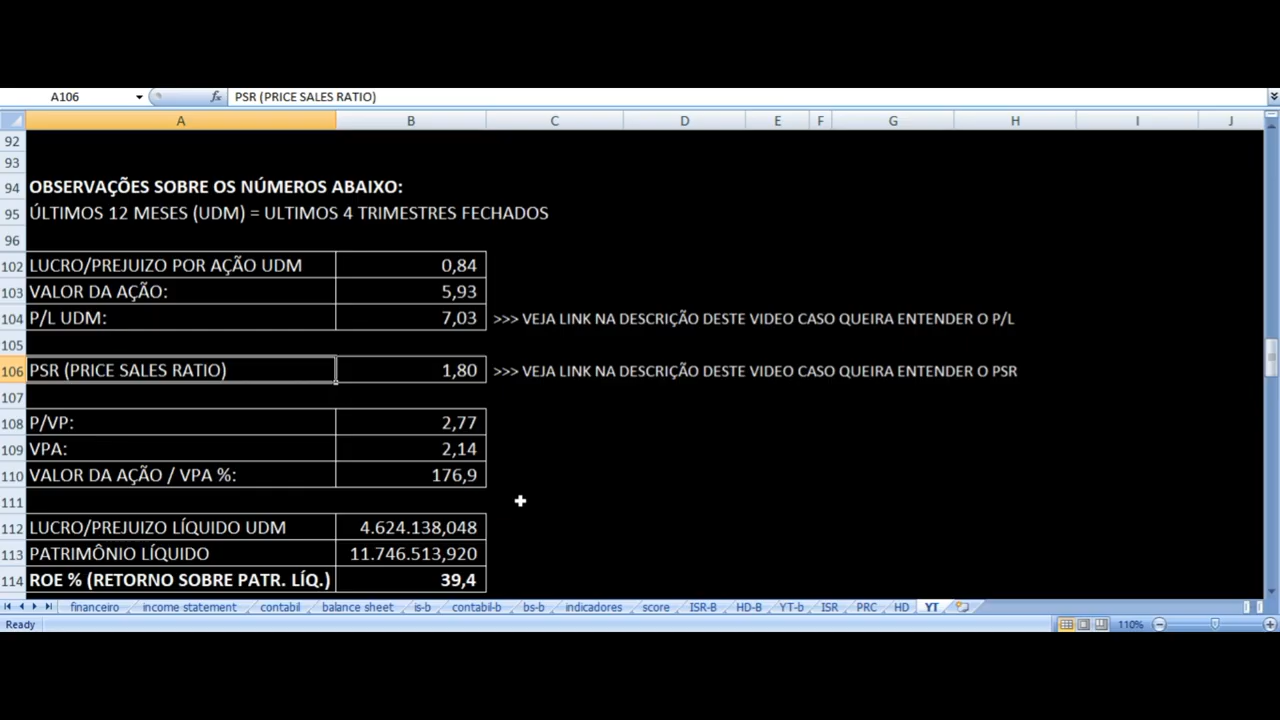 A106 fx PSR (PRICE SALES RATIO)
A B C D E F G H I J
92
93
94 OBSERVAÇÕES SOBRE OS NÚMEROS ABAIXO:
95 ÚLTIMOS 12 MESES (UDM) = ULTIMOS 4 TRIMESTRES FECHADOS
96
102 LUCRO/PREJUIZO POR AÇÃO UDM 0,84
103 VALOR DA AÇÃO: 5,93
104 P/L UDM: 7,03 >>> VEJA LINK NA DESCRIÇÃO DESTE VIDEO CASO QUEIRA ENTENDER O P/L
105
106 PSR (PRICE SALES RATIO) 1,80 >>> VEJA LINK NA DESCRIÇÃO DESTE VIDEO CASO QUEIRA ENTENDER O PSR
107
108 P/VP: 2,77
109 VPA: 2,14
110 VALOR DA AÇÃO / VPA %: 176,9
111
112 LUCRO/PREJUIZO LÍQUIDO UDM 4.624.138,048
113 PATRIMÔNIO LÍQUIDO 11.746.513,920
114 ROE % (RETORNO SOBRE PATR. LÍQ.) 39,4
financeiro income statement contabil balance sheet is-b contabil-b bs-b indicadores score ISR-B HD-B YT-b ISR PRC HD YT
Ready 110%